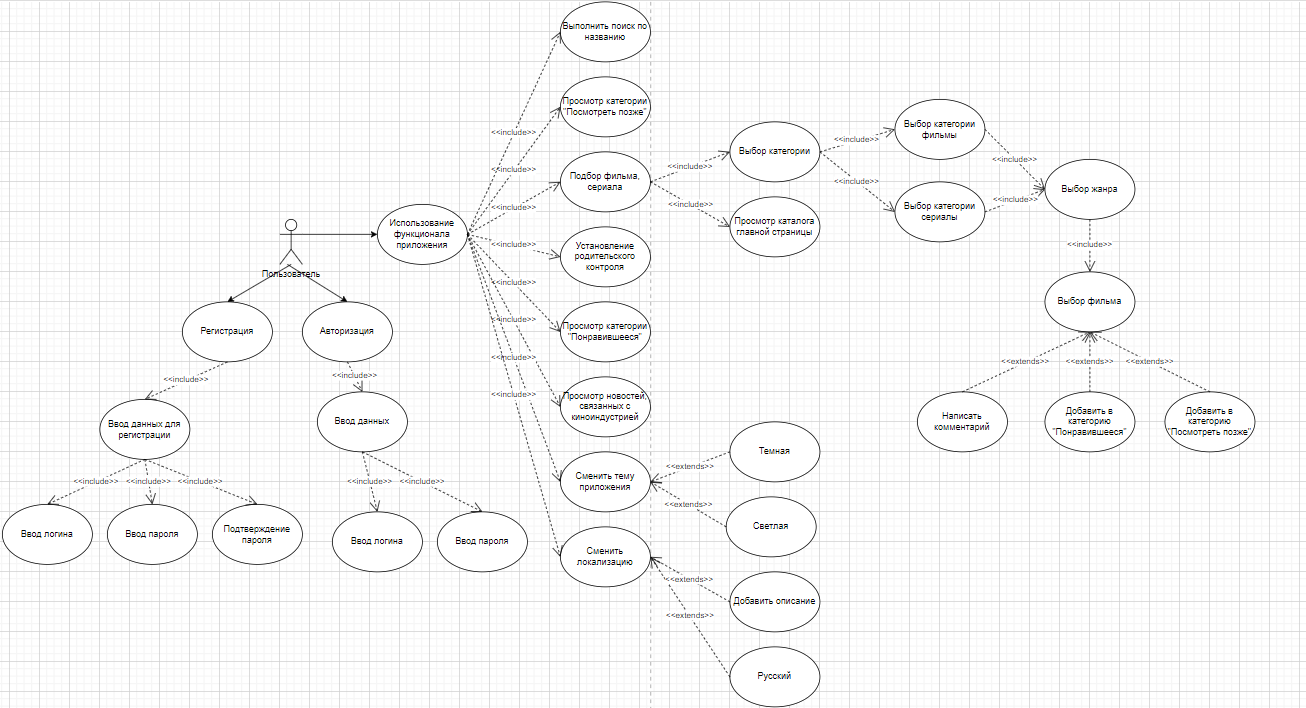 Выполнить поиск по
названию
Просмотр категории
"Посмотреть позже"
<<include>>
<<include>>
Подбор фильма,
сериала
<<include>>
<<include>>
<<include>>
Выбор категории
Просмотр каталога
главной страницы
<<include>>
<<include>>
Выбор категории
фильмы
Выбор категории
сериалы
<<include>>
<<include>>
Выбор жанра
<<include>>
Выбор фильма
Использование
функционала
приложения
Пользователь
<<include>>
Установление
родительского
контроля
<<include>>
<<include>>
Просмотр категории
"Понравившееся"
<<include>>
<<include>>
Просмотр новостей,
связанных с
киноиндустрией
Регистрация
Авторизация
<<include>>
<<include>>
Ввод данных для
регистрации
Ввод данных
<<include>>
<<include>>
<<include>>
<<include>>
<<include>>
Ввод логина
Ввод пароля
Подтверждение
пароля
Ввод логина
Ввод пароля
<<extends>>
<<extends>>
<<extends>>
Написать
комментарий
Добавить в
категорию
"Понравившееся"
Добавить в
категорию
"Посмотреть позже"
Сменить тему
приложения
<<extends>>
<<extends>>
Темная
Светлая
Сменить
локализацию
<<extends>>
<<extends>>
Добавить описание
Русский